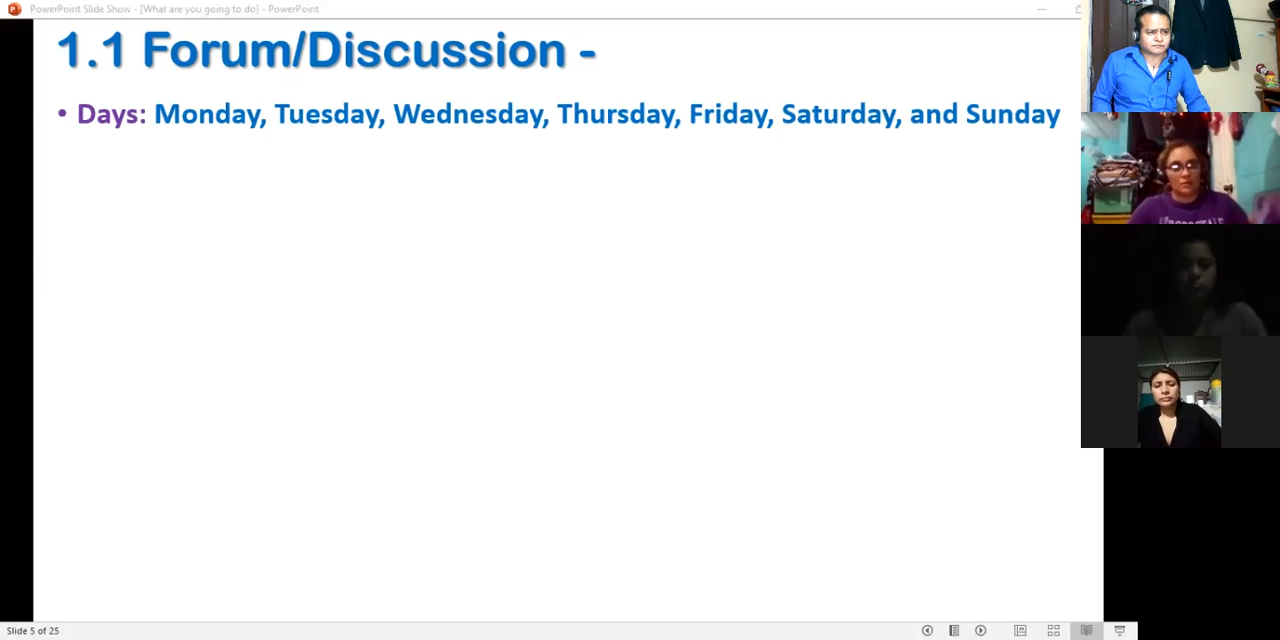 PowerPoint Slide Show - [What are you going to do] - PowerPoint
1.1 Forum/Discussion -
• Days: Monday, Tuesday, Wednesday, Thursday, Friday, Saturday, and Sunday
Slide 5 of 25